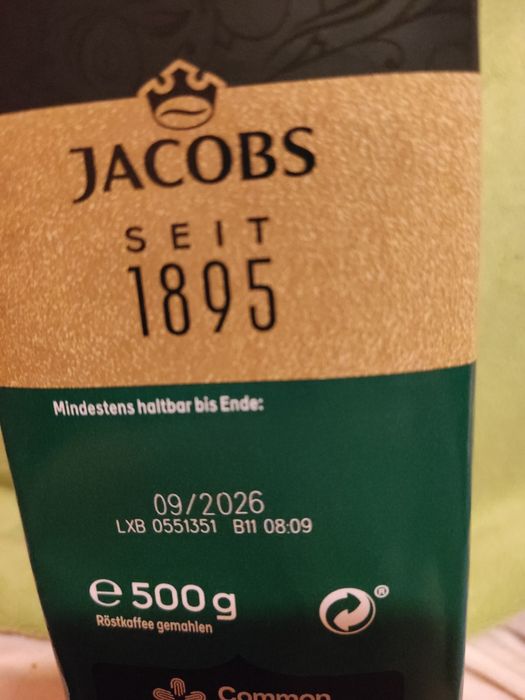 JACOBS
SEIT
1895
Mindestens haltbar bis Ende:
09/2026
LXB 0551351 B11 08:09
℮ 500 g
Röstkaffee gemahlen
®
Common